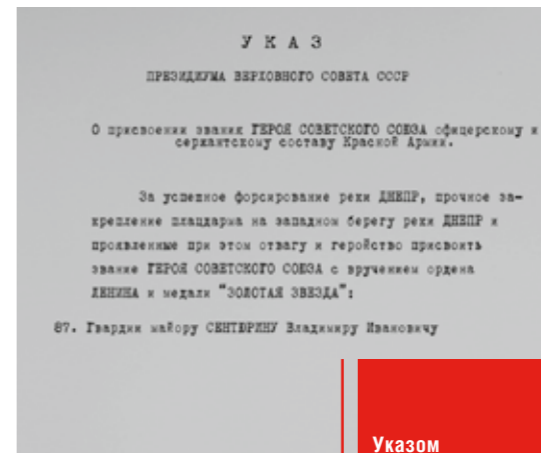 У К А З
ПРЕЗИДИУМА ВЕРХОВНОГО СОВЕТА СССР
О присвоении звания ГЕРОЯ СОВЕТСКОГО СОЮЗА офицерскому и
сержантскому составу Красной Армии.
За успешное форсирование реки ДНЕПР, прочное за-
крепление плацдарма на западном берегу реки ДНЕПР и
проявленные при этом отвагу и геройство присвоить
звание ГЕРОЯ СОВЕТСКОГО СОЮЗА с вручением ордена
ЛЕНИНА и медали "ЗОЛОТАЯ ЗВЕЗДА":
87. Гвардии майору СЕНТЮРИНУ Владимиру Ивановичу
Указом